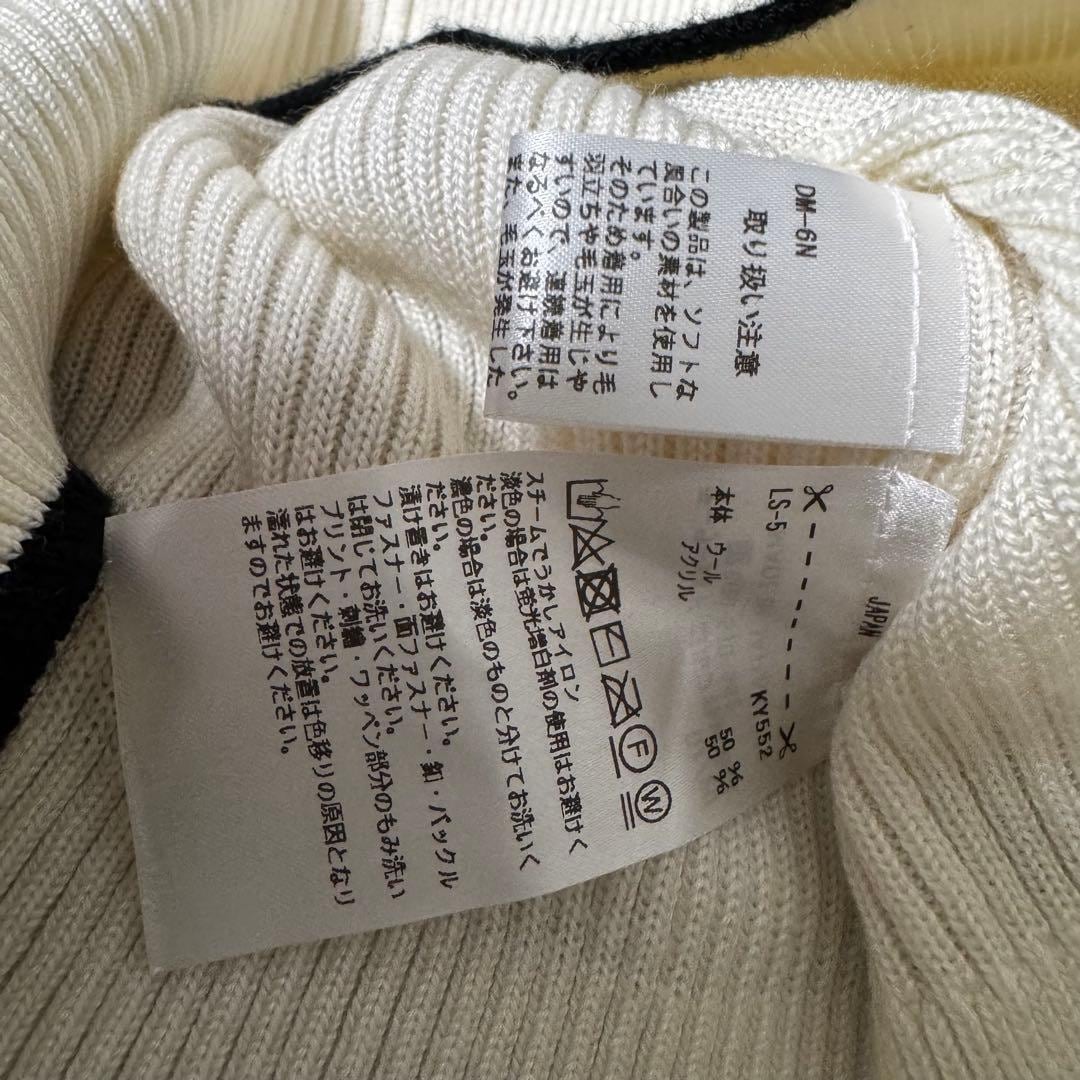 DM-6N
取り扱い注意
この製品は、ソフトな
風合いの素材を使用し
ています。
そのため着用により毛
羽立ちや毛玉が生じや
すいので、連続着用は
なるべくお避け下さい。
また、毛玉が発生した
JAPAN
LS-5 KY552
本体 ウール 50 %
アクリル 50 %
F
W
スチームでうかしアイロン
淡色の場合は蛍光増白剤の使用はお避けく
ださい。
濃色の場合は淡色のものと分けてお洗いく
ださい。
漬け置きはお避けください。
ファスナー・面ファスナー・釦・バックル
は閉じてお洗いください。
プリント・刺繍・ワッペン部分のもみ洗い
はお避けください。
濡れた状態での放置は色移りの原因となり
ますのでお避けください。